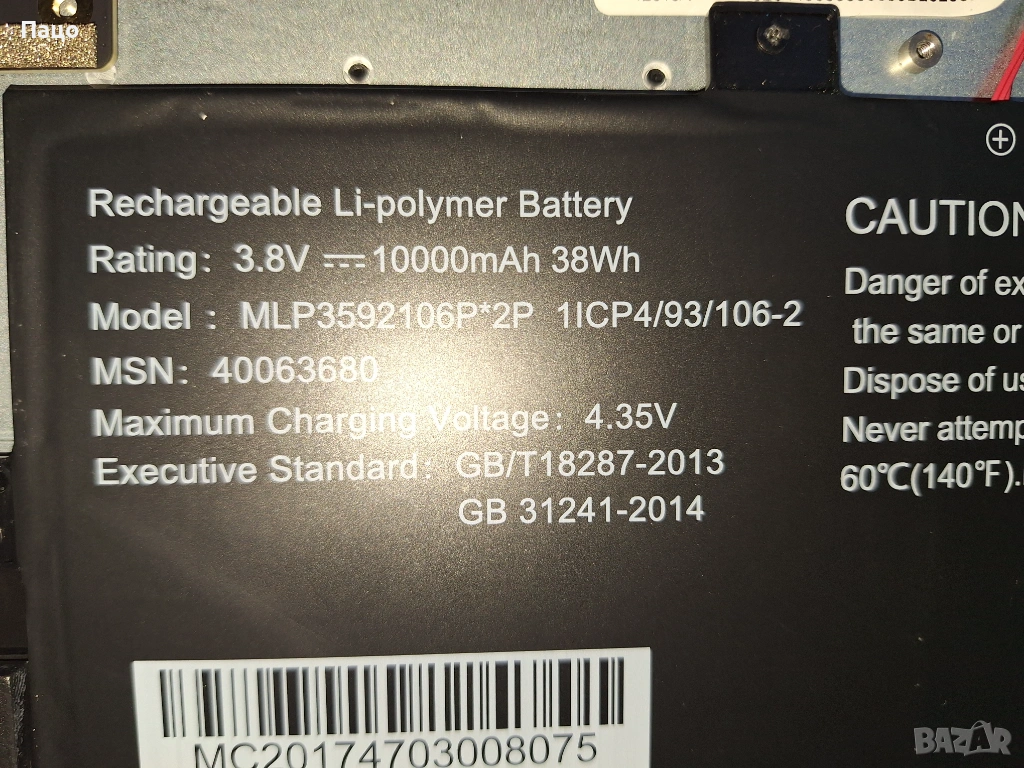 Пацо
Rechargeable Li-polymer Battery
Rating: 3.8V 10000mAh 38Wh
Model : MLP3592106P*2P 1ICP4/93/106-2
MSN: 40063680
Maximum Charging Voltage: 4.35V
Executive Standard: GB/T18287-2013
GB 31241-2014
CAUTION
Danger of ex
the same or
Dispose of us
Never attemp
60℃(140℉).
MC20174703008075
BAZAR